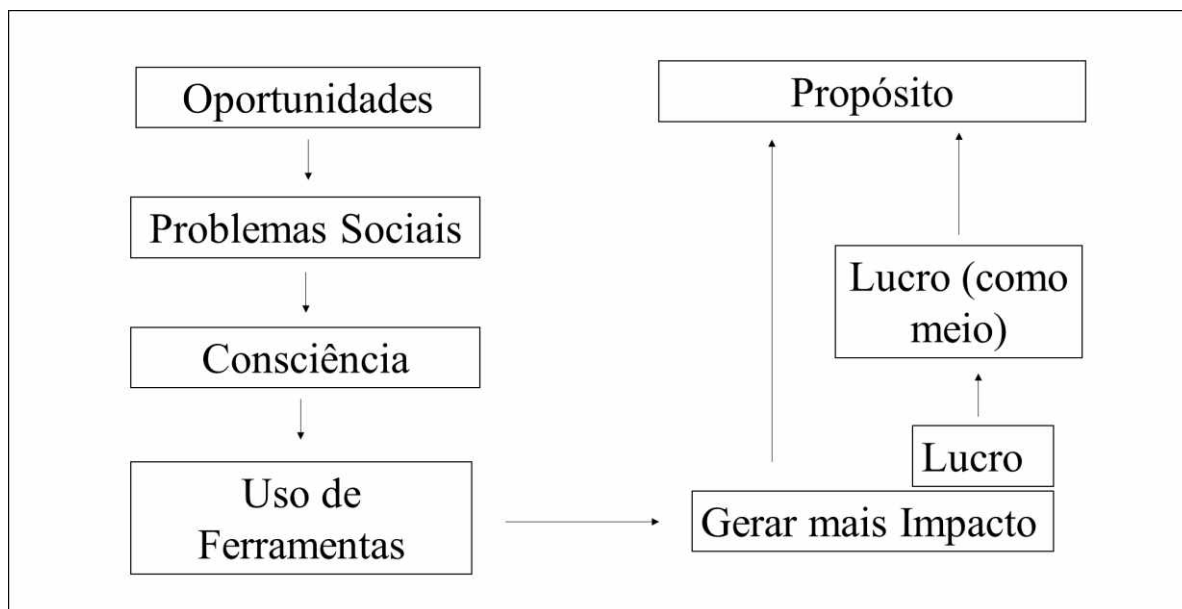 Oportunidades
Problemas Sociais
Consciência
Uso de
Ferramentas
Propósito
Lucro (como
meio)
Lucro
Gerar mais Impacto